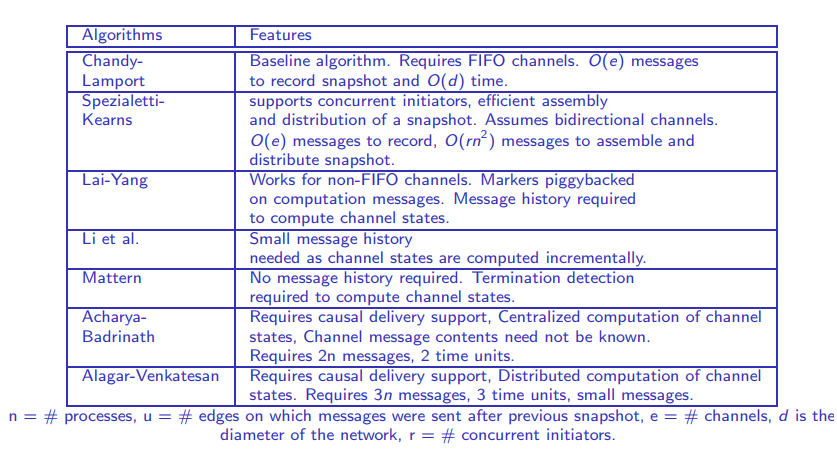 Algorithms Features
Chandy- Baseline algorithm. Requires FIFO channels. O(e) messages
Lamport to record snapshot and O(d) time.
Spezialetti- supports concurrent initiators, efficient assembly
Kearns and distribution of a snapshot. Assumes bidirectional channels.
O(e) messages to record, O(rn²) messages to assemble and
distribute snapshot.
Lai-Yang Works for non-FIFO channels. Markers piggybacked
on computation messages. Message history required
to compute channel states.
Li et al. Small message history
needed as channel states are computed incrementally.
Mattern No message history required. Termination detection
required to compute channel states.
Acharya- Requires causal delivery support, Centralized computation of channel
Badrinath states, Channel message contents need not be known.
Requires 2n messages, 2 time units.
Alagar-Venkatesan Requires causal delivery support, Distributed computation of channel
states. Requires 3n messages, 3 time units, small messages.
n = # processes, u = # edges on which messages were sent after previous snapshot, e = # channels, d is the
diameter of the network, r = # concurrent initiators.